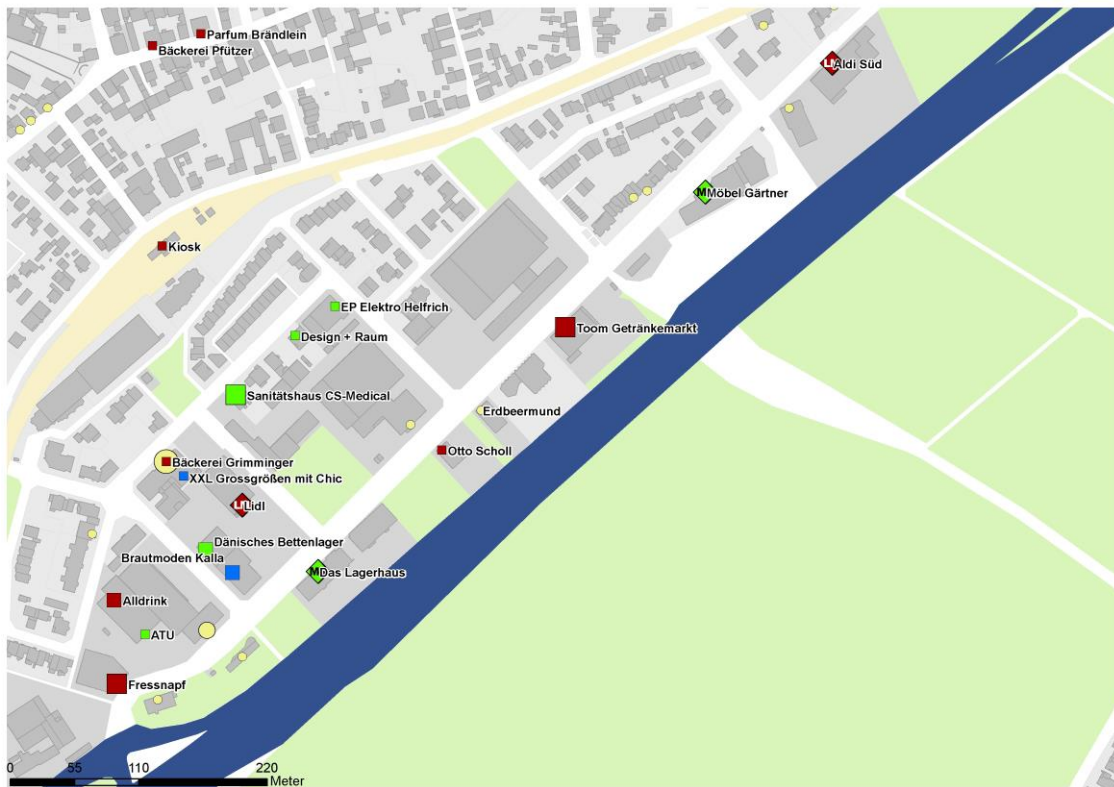 Parfum Brändlein
Bäckerei Pfützer
L Aldi Süd
M Möbel Gärtner
Kiosk
EP Elektro Helfrich
Toom Getränkemarkt
Design + Raum
Sanitätshaus CS-Medical
Erdbeermund
Otto Scholl
Bäckerei Grimminger
XXL Grossgrößen mit Chic
L Lidl
Dänisches Bettenlager
Brautmoden Kalla
M Das Lagerhaus
Alldrink
ATU
Fressnapf
0 55 110 220
Meter